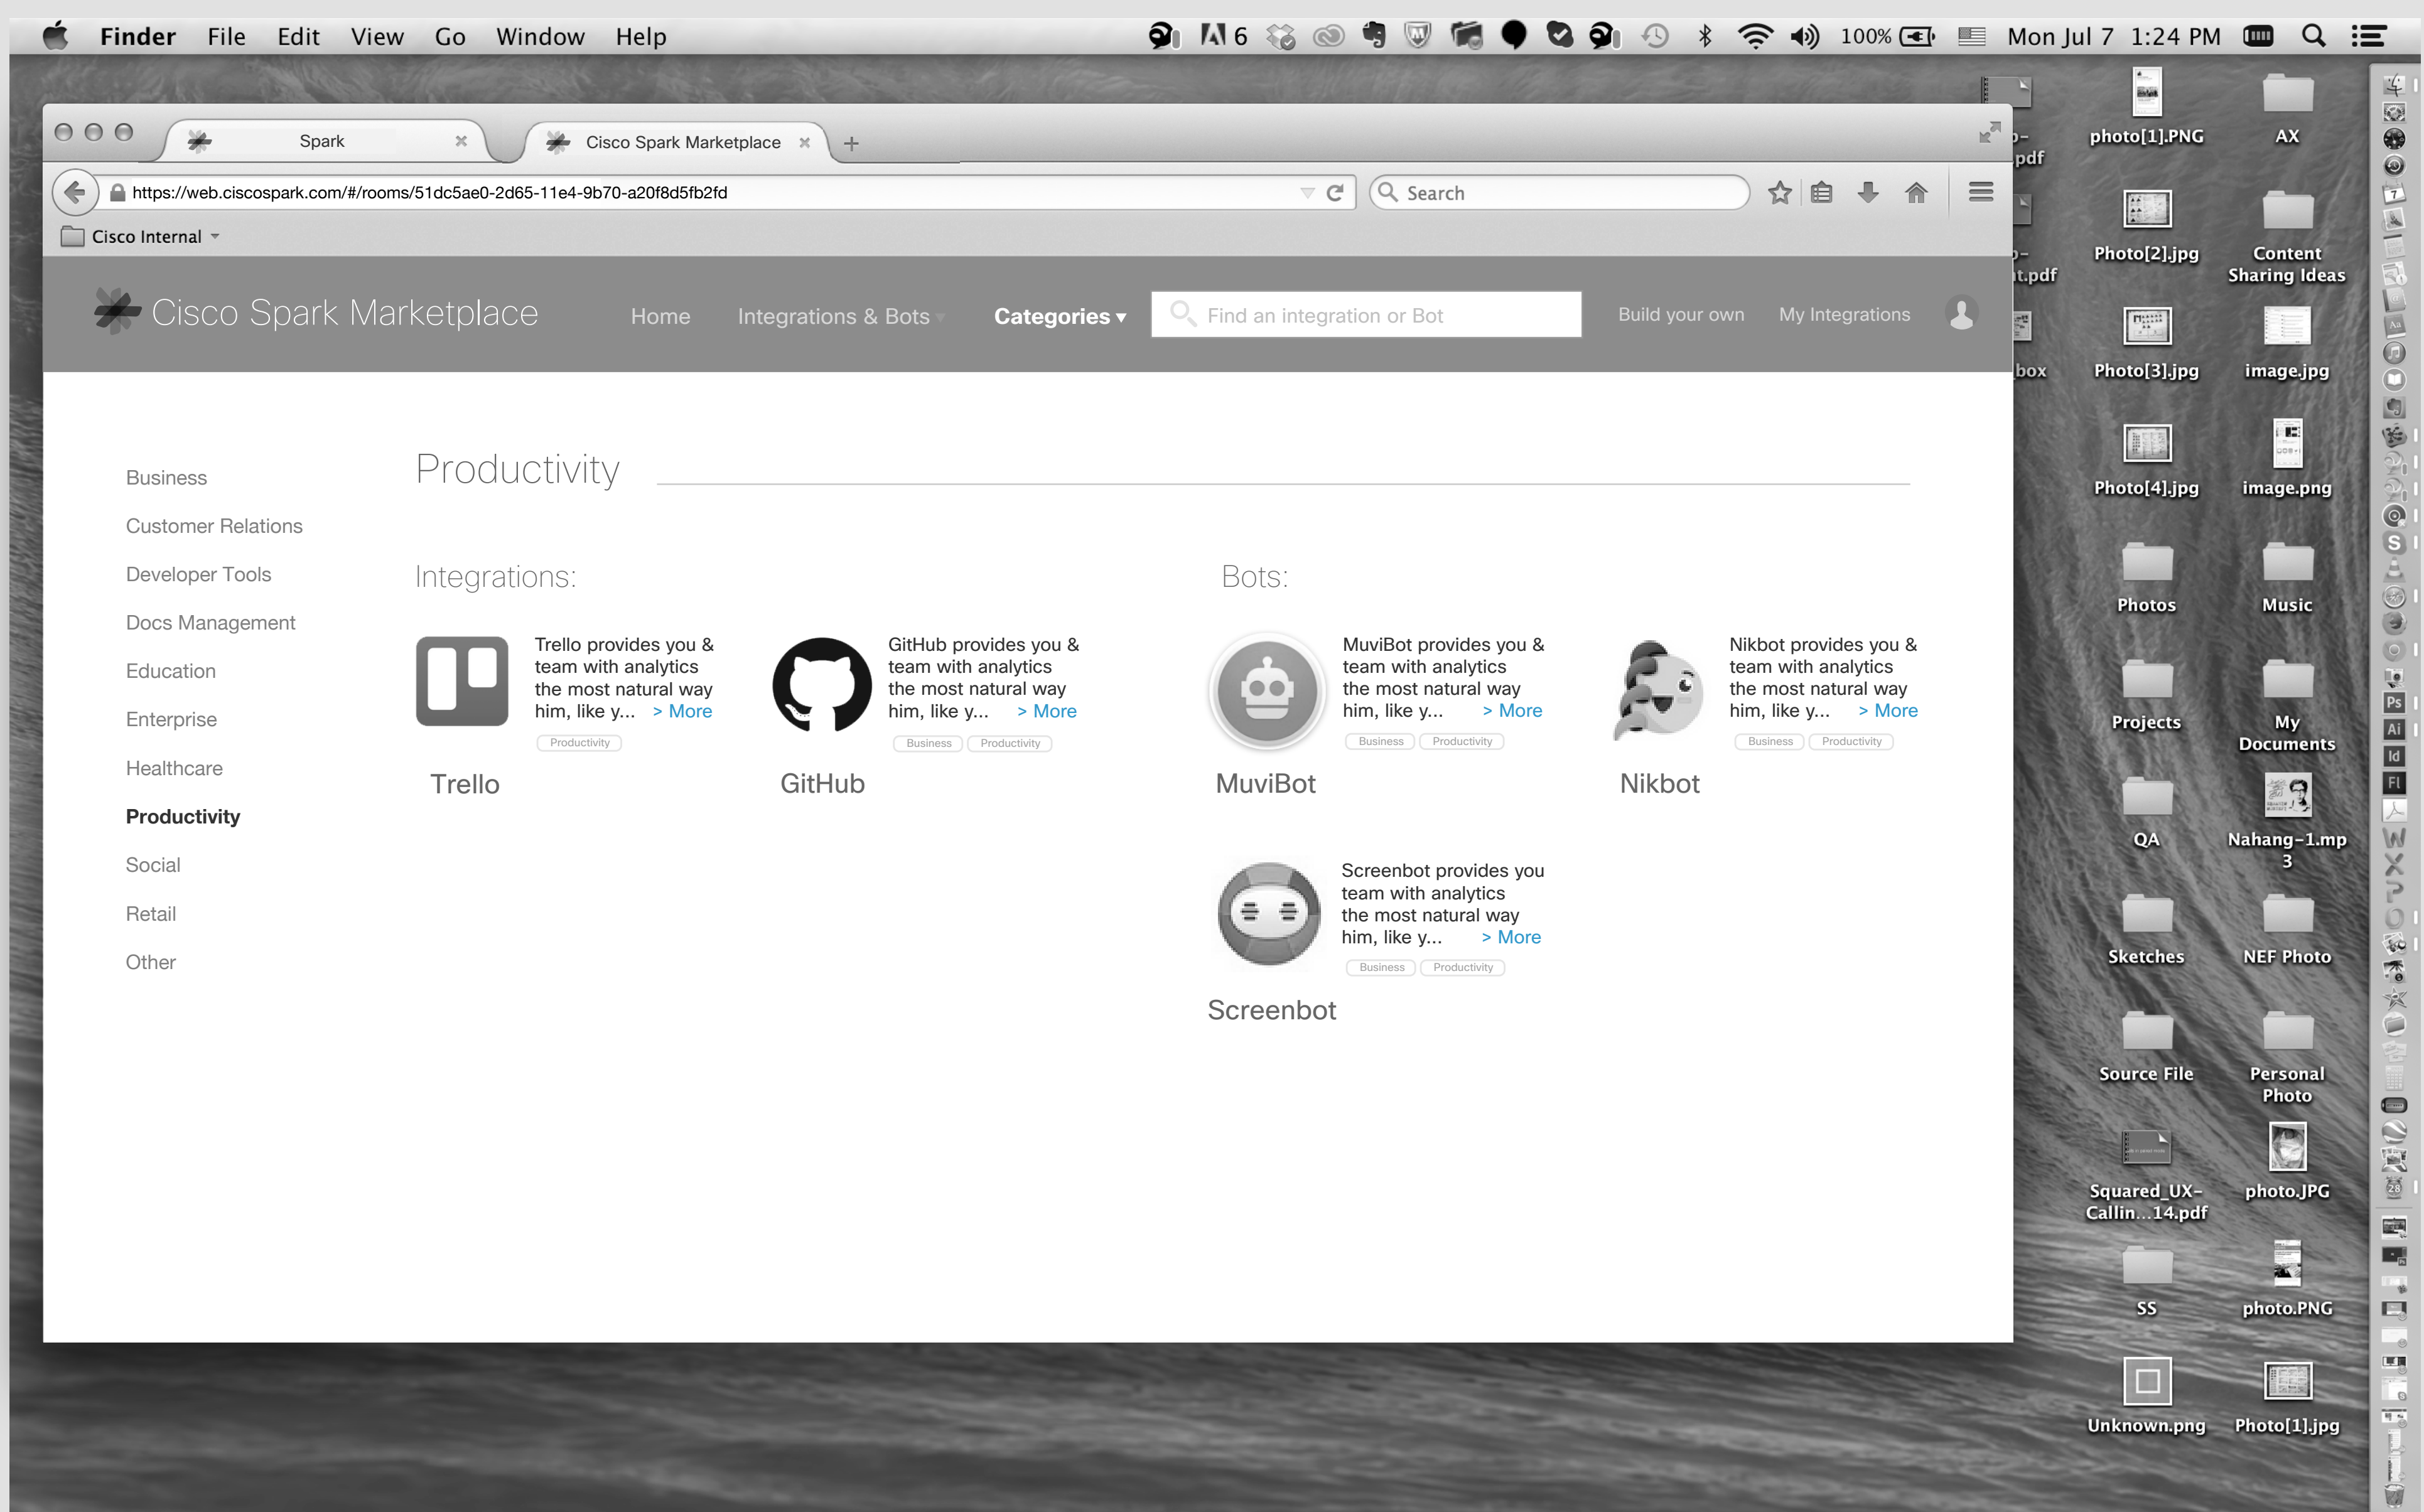 Finder File Edit View Go Window Help
6
100%
Mon Jul 7 1:24 PM
Spark
Cisco Spark Marketplace
https://web.ciscospark.com/#/rooms/51dc5ae0-2d65-11e4-9b70-a20f8d5fb2fd
Search
Cisco Internal
Cisco Spark Marketplace
Home
Integrations & Bots
Categories
Find an integration or Bot
Build your own
My Integrations
Business
Customer Relations
Developer Tools
Docs Management
Education
Enterprise
Healthcare
Productivity
Social
Retail
Other
Productivity
Integrations:
Trello provides you &
team with analytics
the most natural way
him, like y... > More
Productivity
Trello
GitHub provides you &
team with analytics
the most natural way
him, like y... > More
Business Productivity
GitHub
Bots:
MuviBot provides you &
team with analytics
the most natural way
him, like y... > More
Business Productivity
MuviBot
Nikbot provides you &
team with analytics
the most natural way
him, like y... > More
Business Productivity
Nikbot
Screenbot provides you
team with analytics
the most natural way
him, like y... > More
Business Productivity
Screenbot
pdf
t.pdf
box
photo[1].PNG
AX
Photo[2].jpg
Content
Sharing Ideas
Photo[3].jpg
image.jpg
Photo[4].jpg
image.png
Photos
Music
Projects
My
Documents
QA
Nahang-1.mp
3
Sketches
NEF Photo
Source File
Personal
Photo
Squared_UX-
Callin...14.pdf
photo.JPG
SS
photo.PNG
Unknown.png
Photo[1].jpg
7
Aa
S
Ps
Ai
Id
Fl
W
X
P
O
28